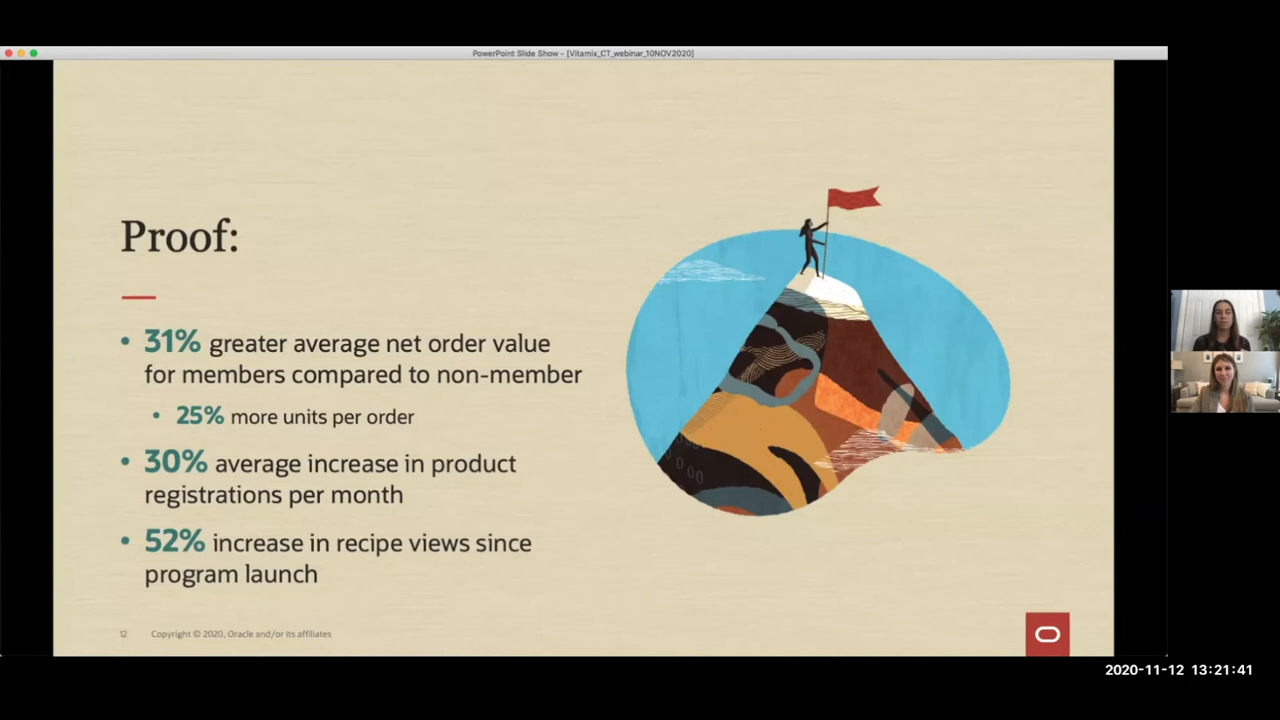 PowerPoint Slide Show - [Vitamix_CT_webinar_10NOV2020]
Proof:
• 31% greater average net order value
for members compared to non-member
• 25% more units per order
• 30% average increase in product
registrations per month
• 52% increase in recipe views since
program launch
12 Copyright © 2020, Oracle and/or its affiliates
2020-11-12 13:21:41